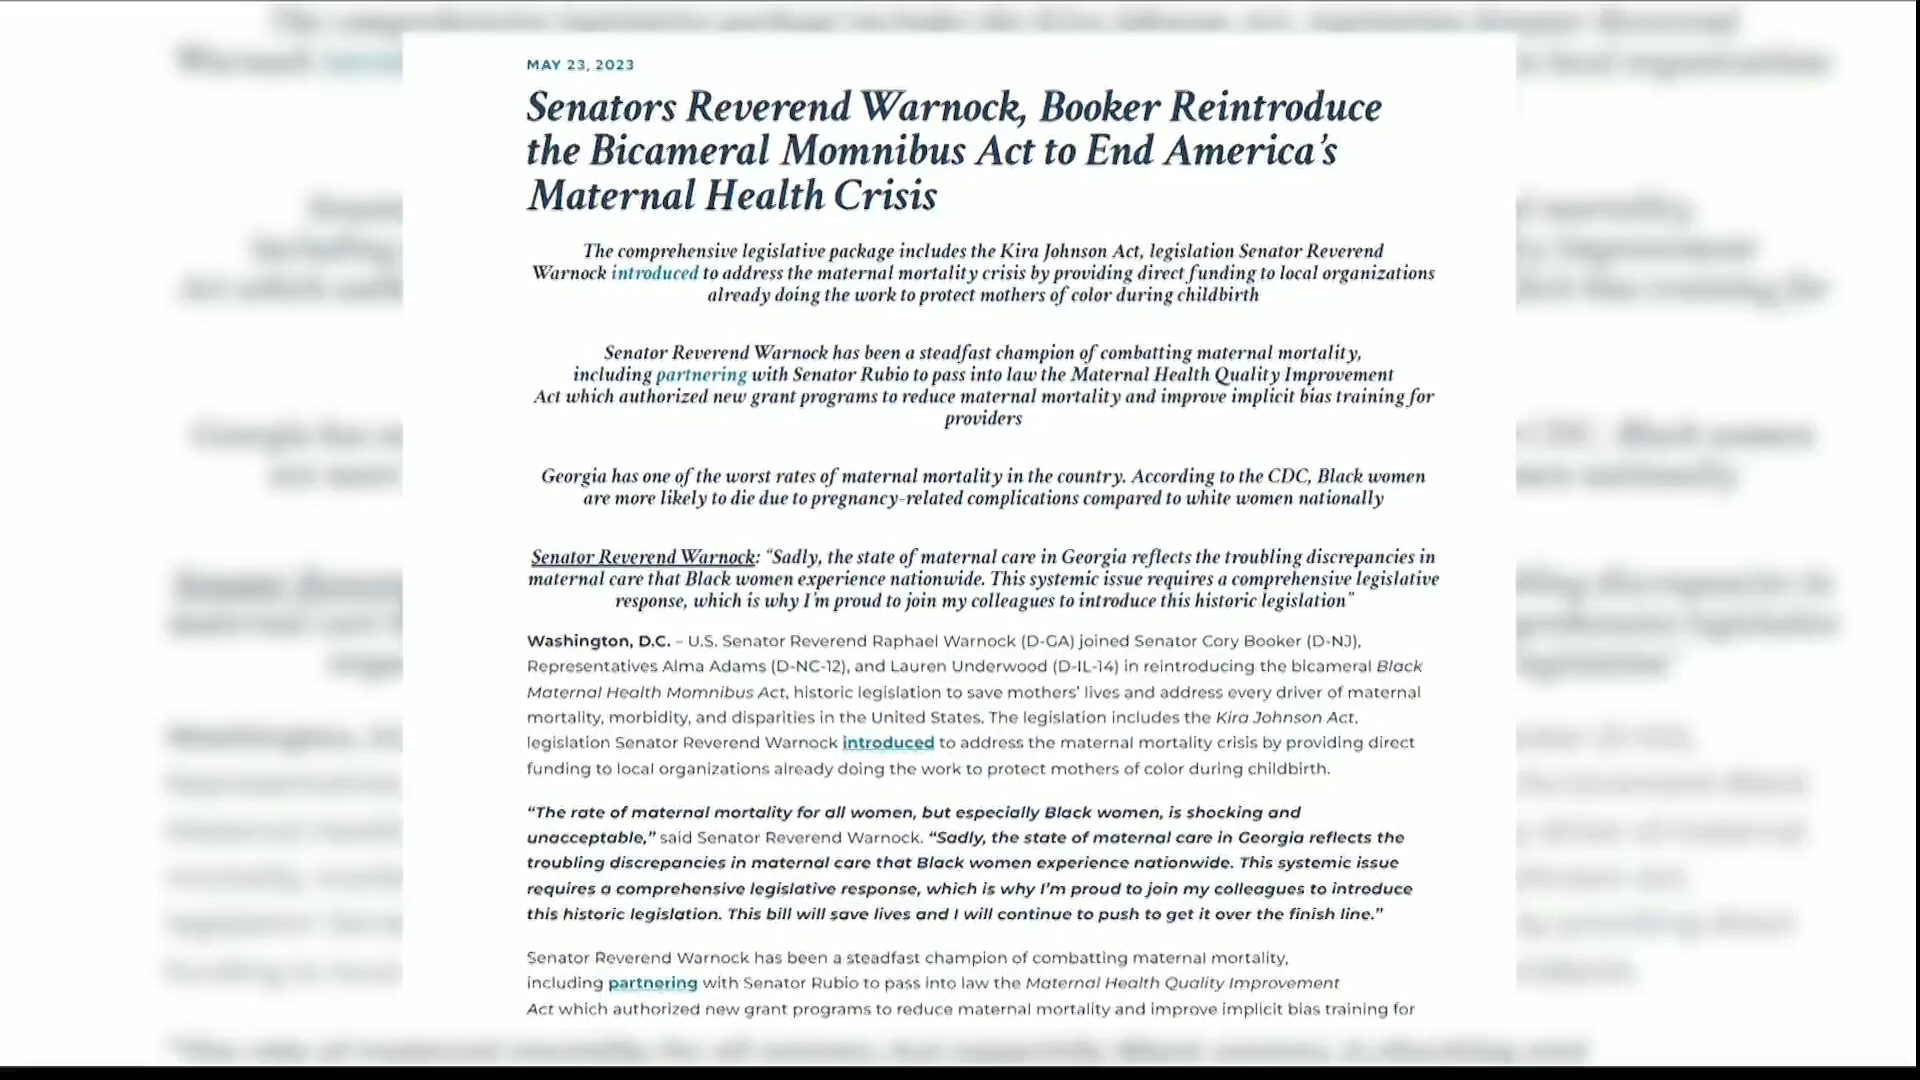 MAY 23, 2023
Senators Reverend Warnock, Booker Reintroduce
the Bicameral Momnibus Act to End America's
Maternal Health Crisis
The comprehensive legislative package includes the Kira Johnson Act, legislation Senator Reverend
Warnock introduced to address the maternal mortality crisis by providing direct funding to local organizations
already doing the work to protect mothers of color during childbirth
Senator Reverend Warnock has been a steadfast champion of combatting maternal mortality,
including partnering with Senator Rubio to pass into law the Maternal Health Quality Improvement
Act which authorized new grant programs to reduce maternal mortality and improve implicit bias training for
providers
Georgia has one of the worst rates of maternal mortality in the country. According to the CDC, Black women
are more likely to die due to pregnancy-related complications compared to white women nationally
Senator Reverend Warnock: "Sadly, the state of maternal care in Georgia reflects the troubling discrepancies in
maternal care that Black women experience nationwide. This systemic issue requires a comprehensive legislative
response, which is why I'm proud to join my colleagues to introduce this historic legislation"
Washington, D.C. – U.S. Senator Reverend Raphael Warnock (D-GA) joined Senator Cory Booker (D-NJ),
Representatives Alma Adams (D-NC-12), and Lauren Underwood (D-IL-14) in reintroducing the bicameral Black
Maternal Health Momnibus Act, historic legislation to save mothers' lives and address every driver of maternal
mortality, morbidity, and disparities in the United States. The legislation includes the Kira Johnson Act,
legislation Senator Reverend Warnock introduced to address the maternal mortality crisis by providing direct
funding to local organizations already doing the work to protect mothers of color during childbirth.
"The rate of maternal mortality for all women, but especially Black women, is shocking and
unacceptable," said Senator Reverend Warnock. "Sadly, the state of maternal care in Georgia reflects the
troubling discrepancies in maternal care that Black women experience nationwide. This systemic issue
requires a comprehensive legislative response, which is why I'm proud to join my colleagues to introduce
this historic legislation. This bill will save lives and I will continue to push to get it over the finish line."
Senator Reverend Warnock has been a steadfast champion of combatting maternal mortality,
including partnering with Senator Rubio to pass into law the Maternal Health Quality Improvement
Act which authorized new grant programs to reduce maternal mortality and improve implicit bias training for